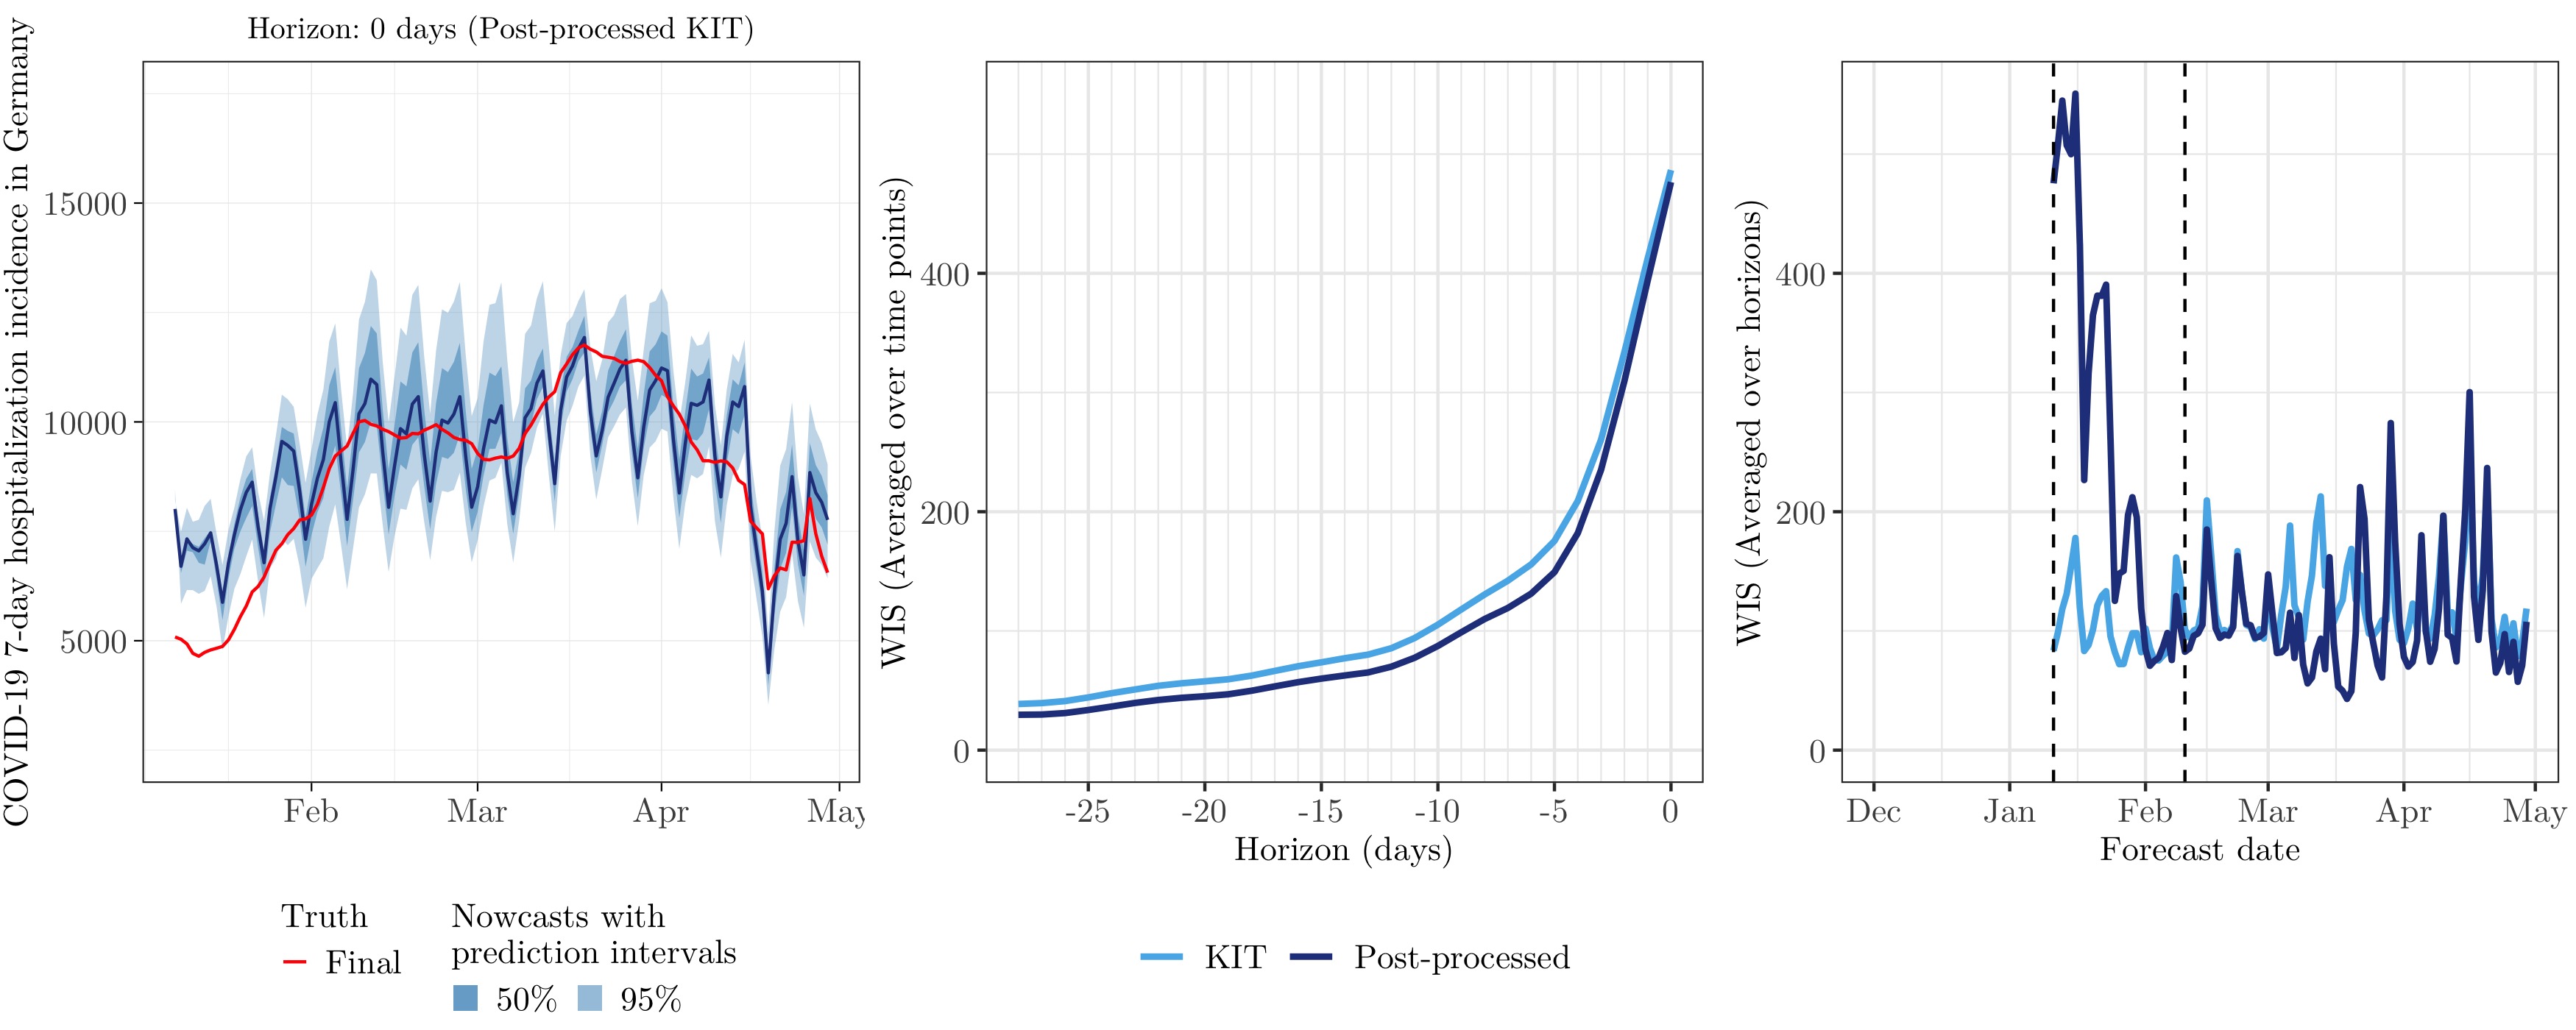 Horizon: 0 days (Post-processed KIT)
COVID-19 7-day hospitalization incidence in Germany
15000
10000
5000
Feb Mar Apr May
Truth
Final
Nowcasts with
prediction intervals
50% 95%
WIS (Averaged over time points)
400
200
0
-25 -20 -15 -10 -5 0
Horizon (days)
KIT Post-processed
WIS (Averaged over horizons)
400
200
0
Dec Jan Feb Mar Apr May
Forecast date